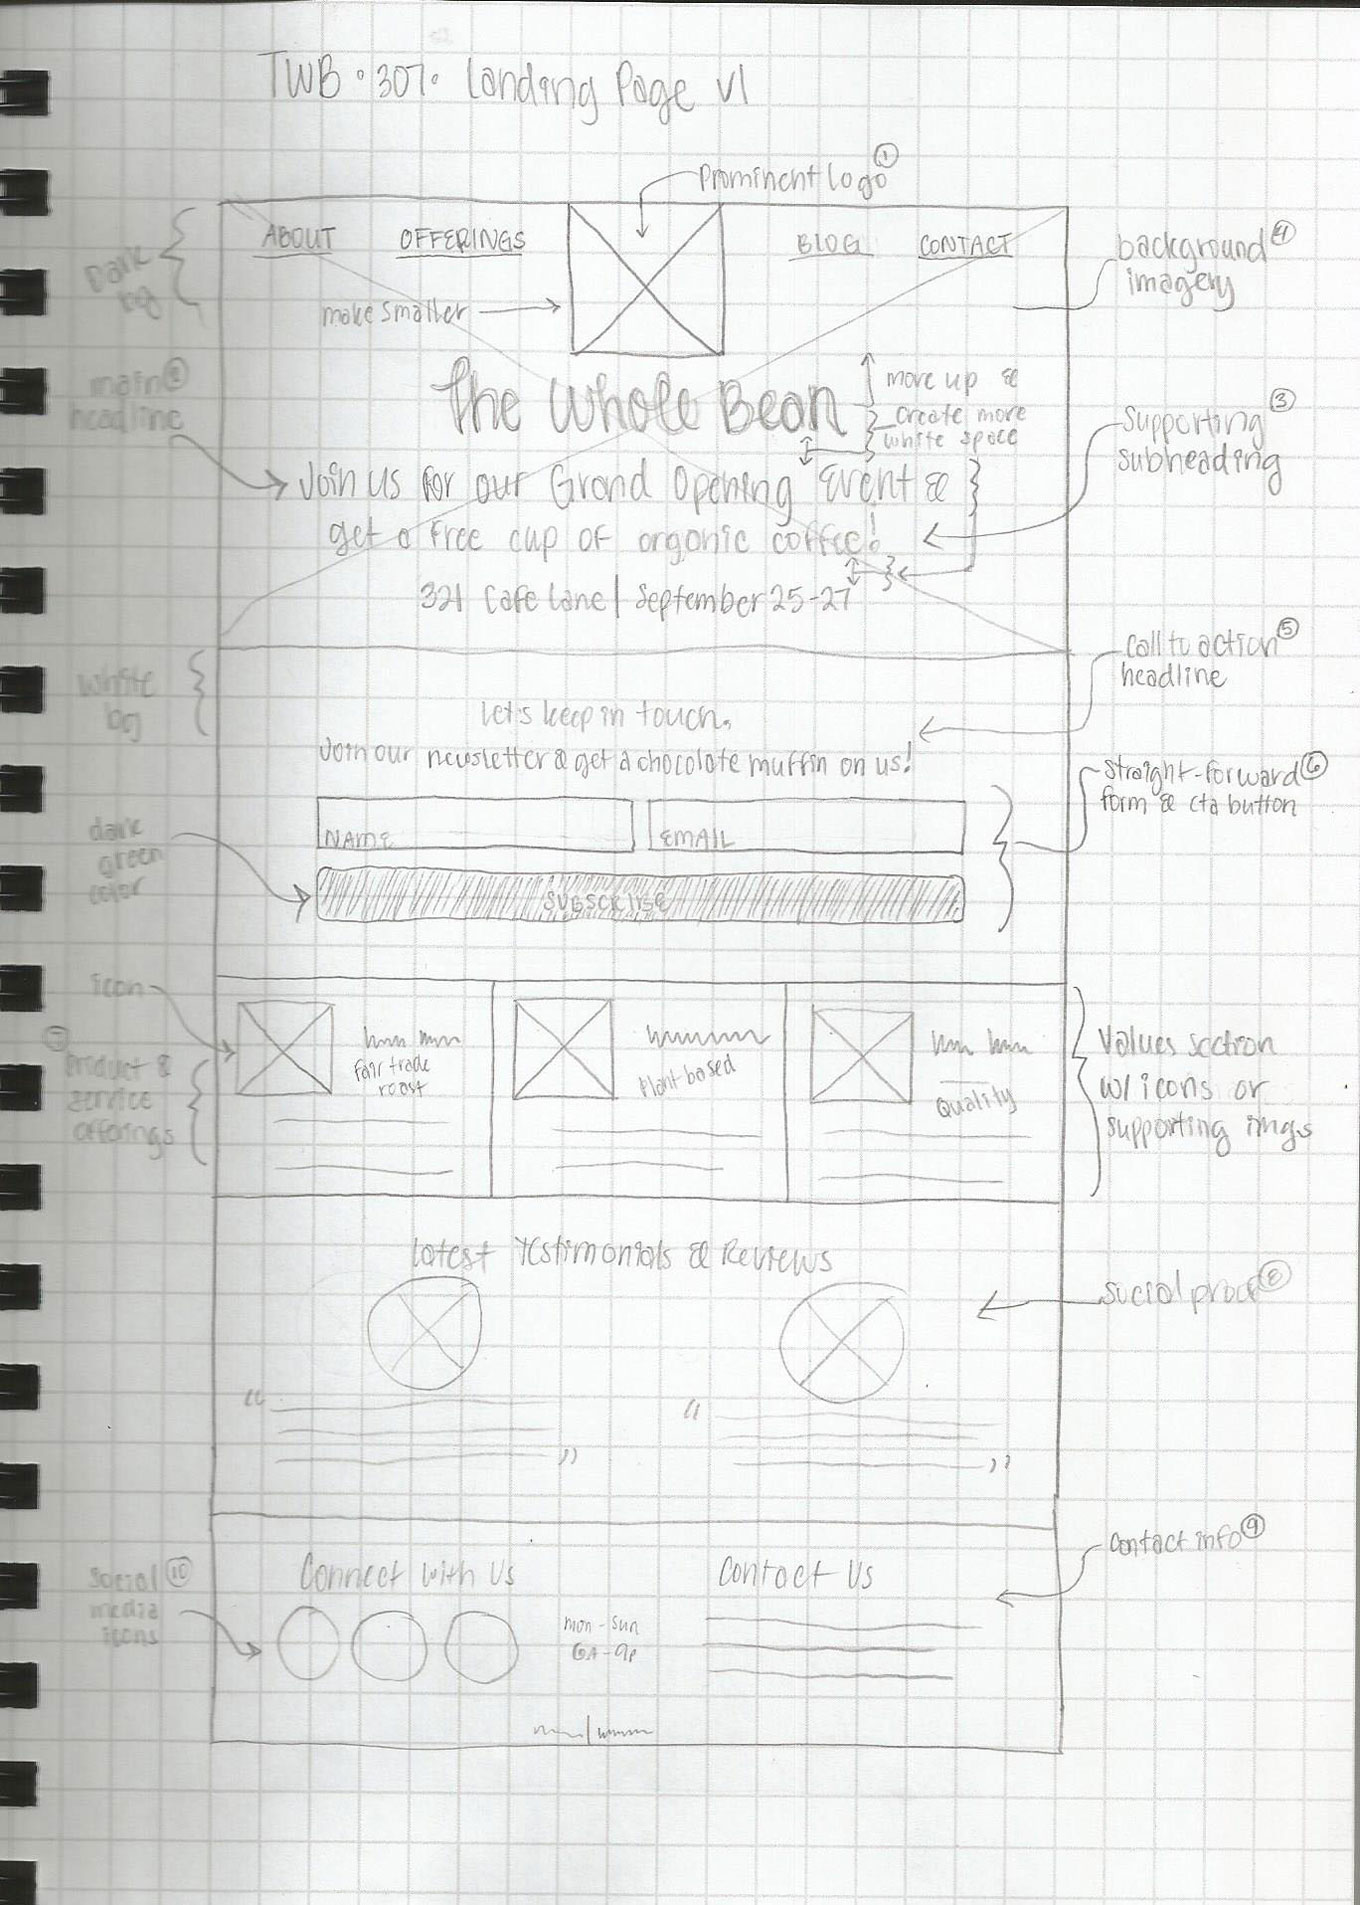 TWB · 307 · Landing Page v1
Prominent logo ①
ABOUT OFFERINGS BLOG CONTACT
Dark
bg
background ④
imagery
make smaller
The Whole Bean
move up &
create more
white space
main ②
headline
Supporting ③
subheading
Join us for our Grand Opening Event &
get a free cup of organic coffee!
321 Cafe Lane | September 25-27
white
bg
call to action ⑤
headline
Let's keep in touch.
Join our newsletter & get a chocolate muffin on us!
straight-forward ⑥
form & cta button
NAME EMAIL
dark
green
color
SUBSCRIBE
icon
⑦
Product &
service
offerings
Fair trade
roast
Plant based
Quality
Values section
w/ icons or
supporting imgs
Latest Testimonials & Reviews
social proof ⑧
“ ”
“ ”
contact info ⑨
Social ⑩
media
icons
Connect With Us
Contact Us
mon-sun
6A-9P